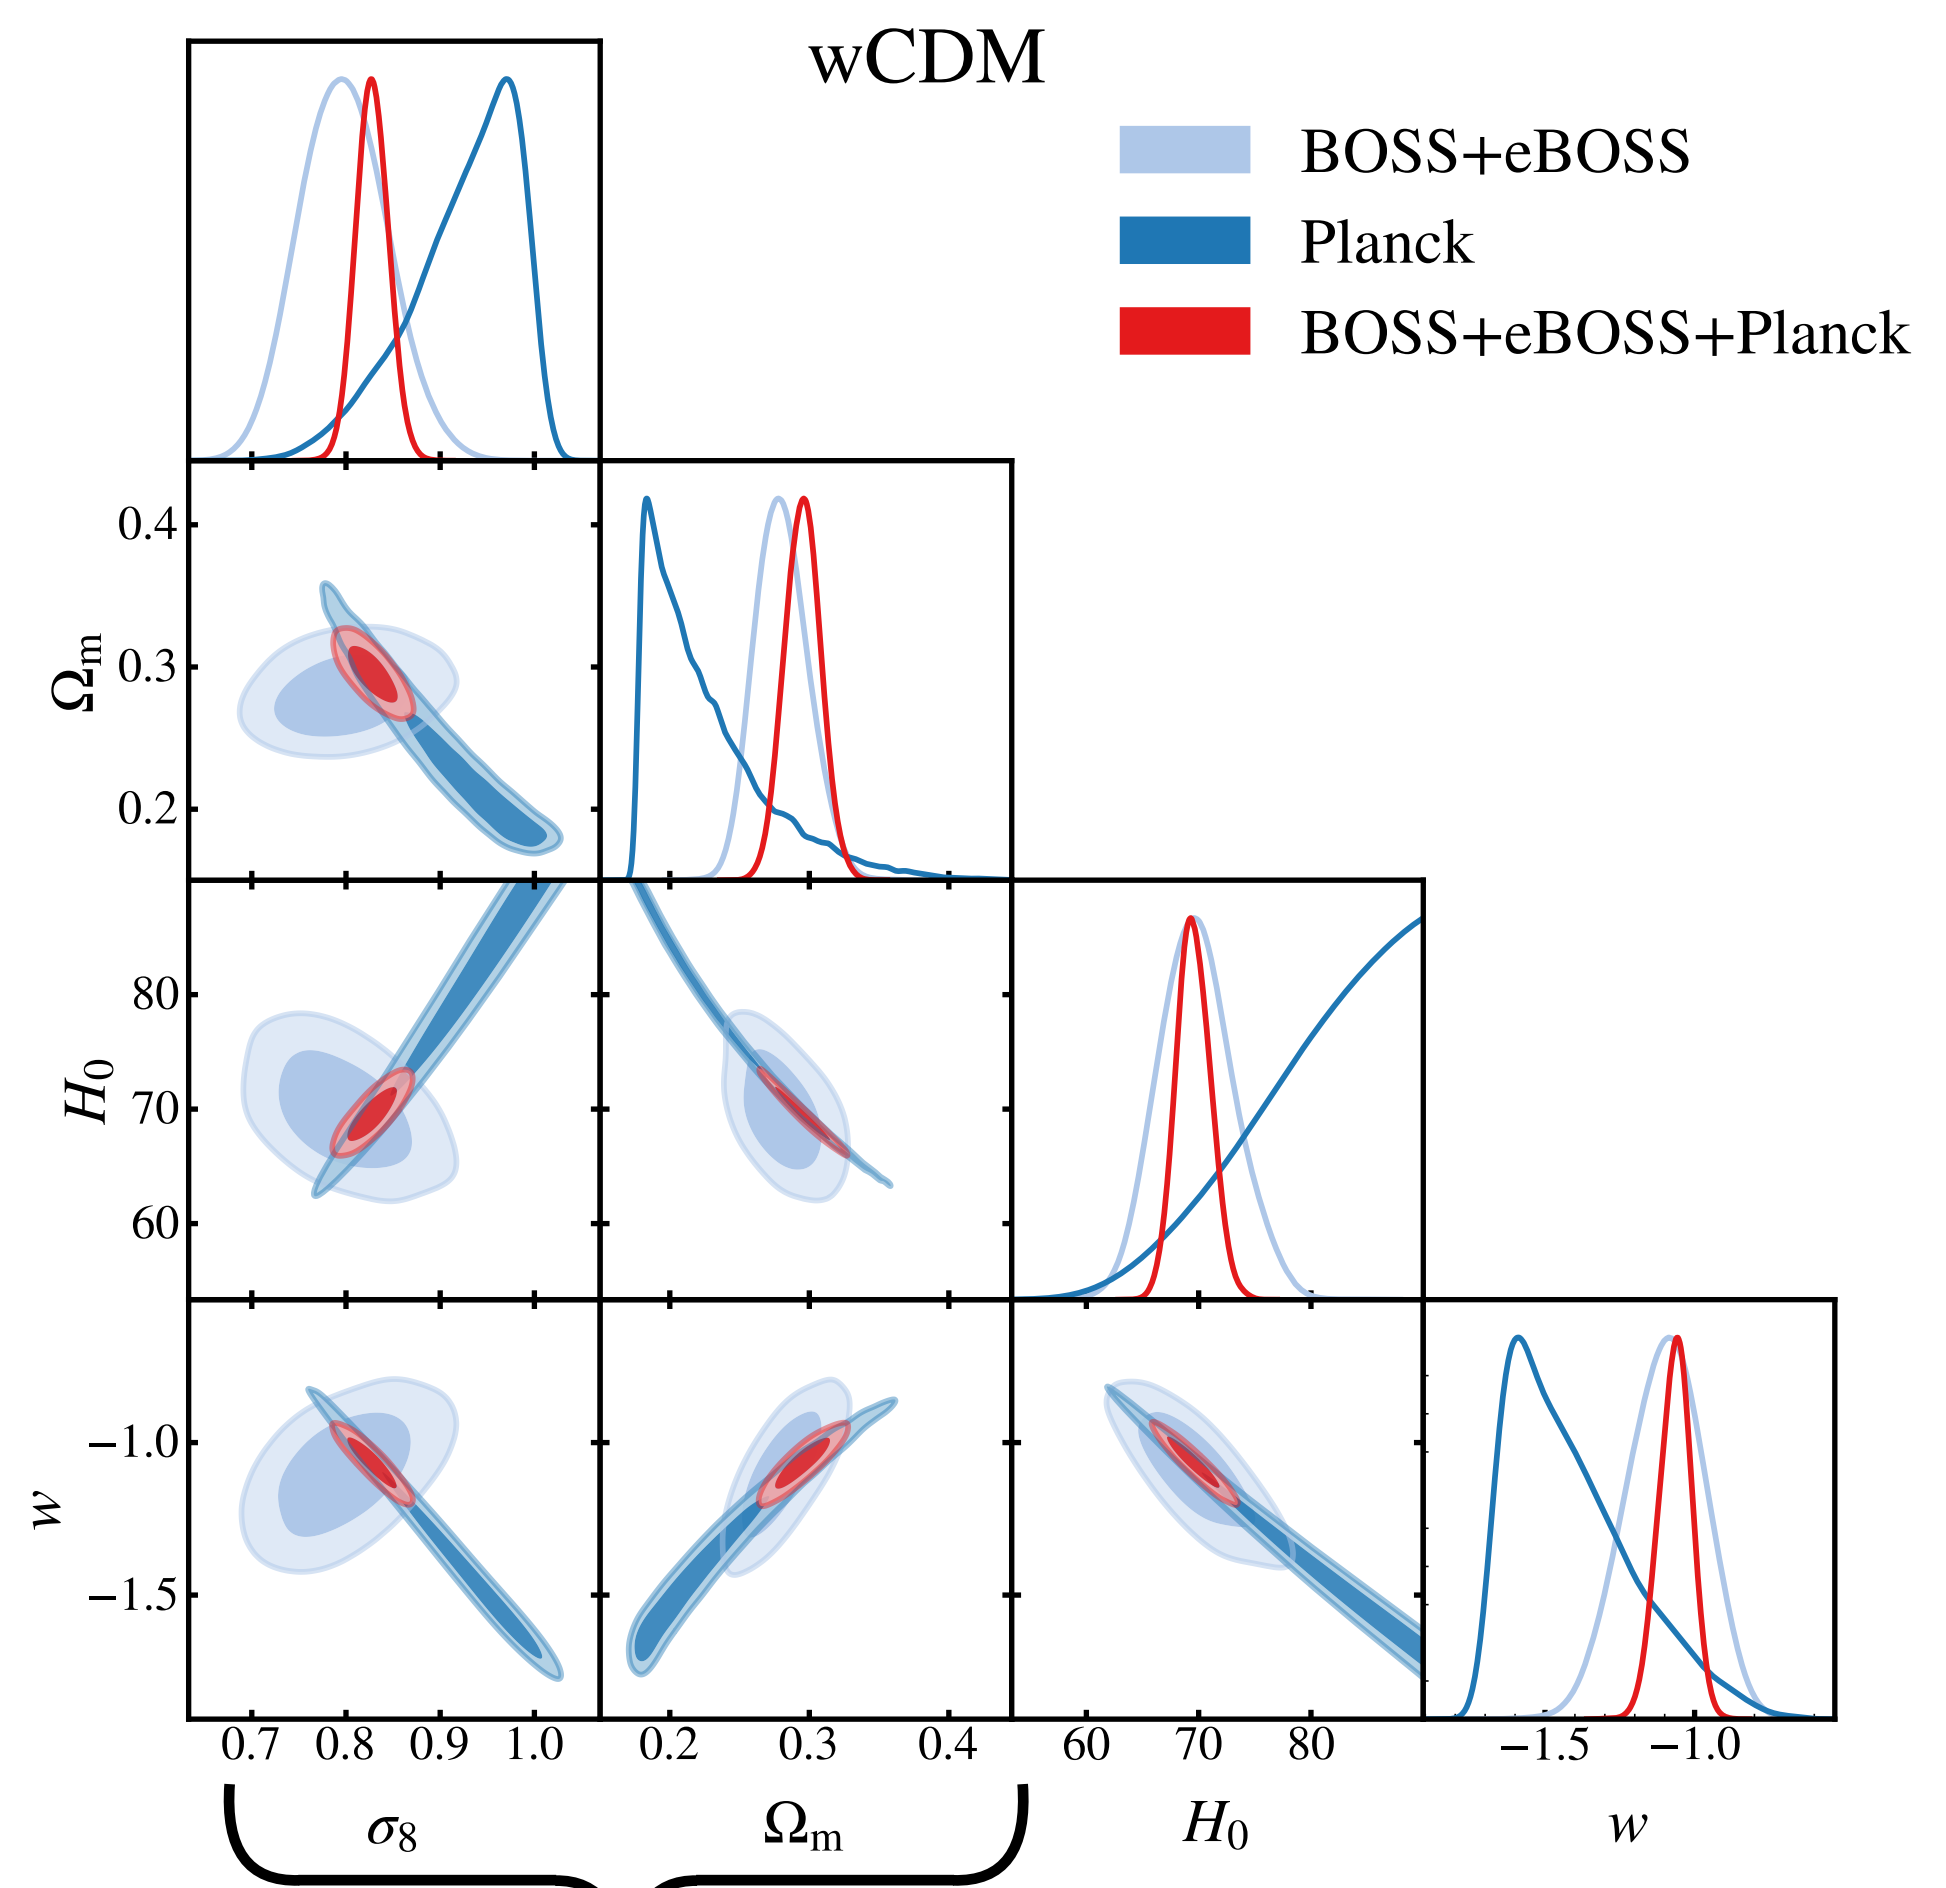 wCDM
BOSS+eBOSS
Planck
BOSS+eBOSS+Planck
0.4
0.3
0.2
Ωm
80
70
60
H0
−1.0
−1.5
w
0.7 0.8 0.9 1.0 0.2 0.3 0.4 60 70 80 −1.5 −1.0
σ8 Ωm H0 w